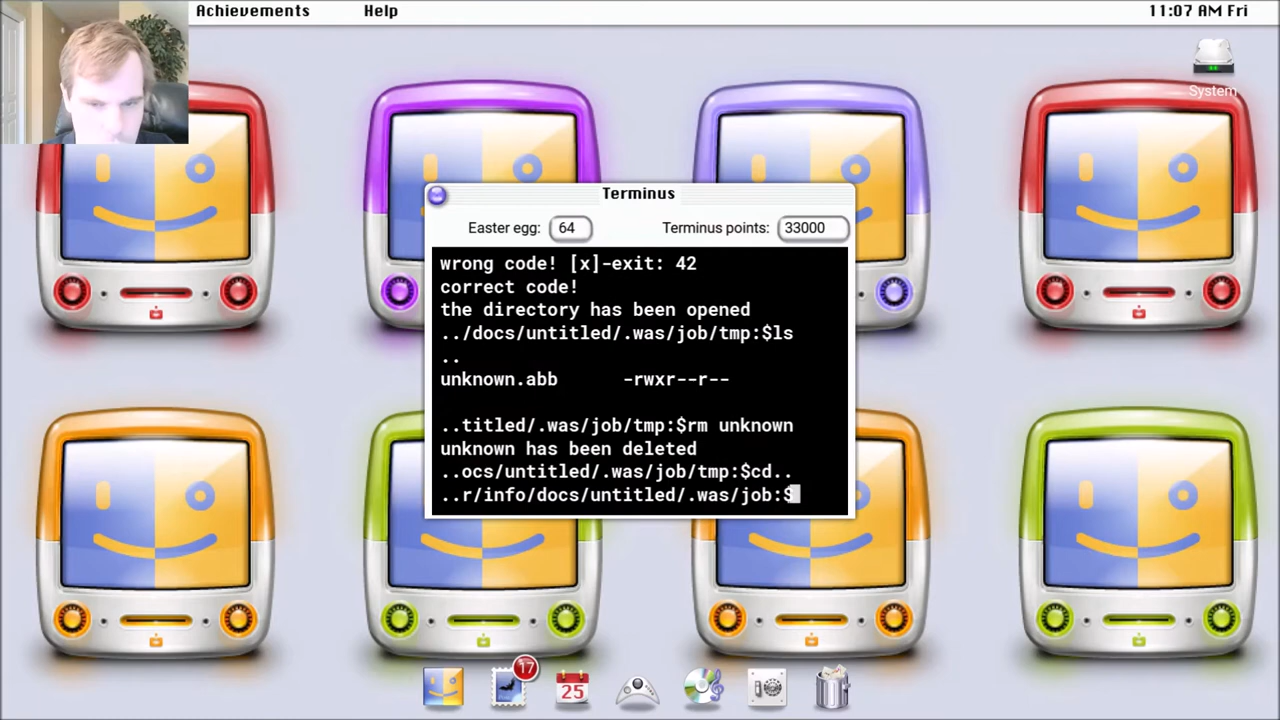 Achievements Help 11:07 AM Fri
System
Terminus
Easter egg: 64 Terminus points: 33000
wrong code! [x]-exit: 42
correct code!
the directory has been opened
../docs/untitled/.was/job/tmp:$ls
..
unknown.abb -rwxr--r--
..titled/.was/job/tmp:$rm unknown
unknown has been deleted
..ocs/untitled/.was/job/tmp:$cd..
..r/info/docs/untitled/.was/job:$
17
25